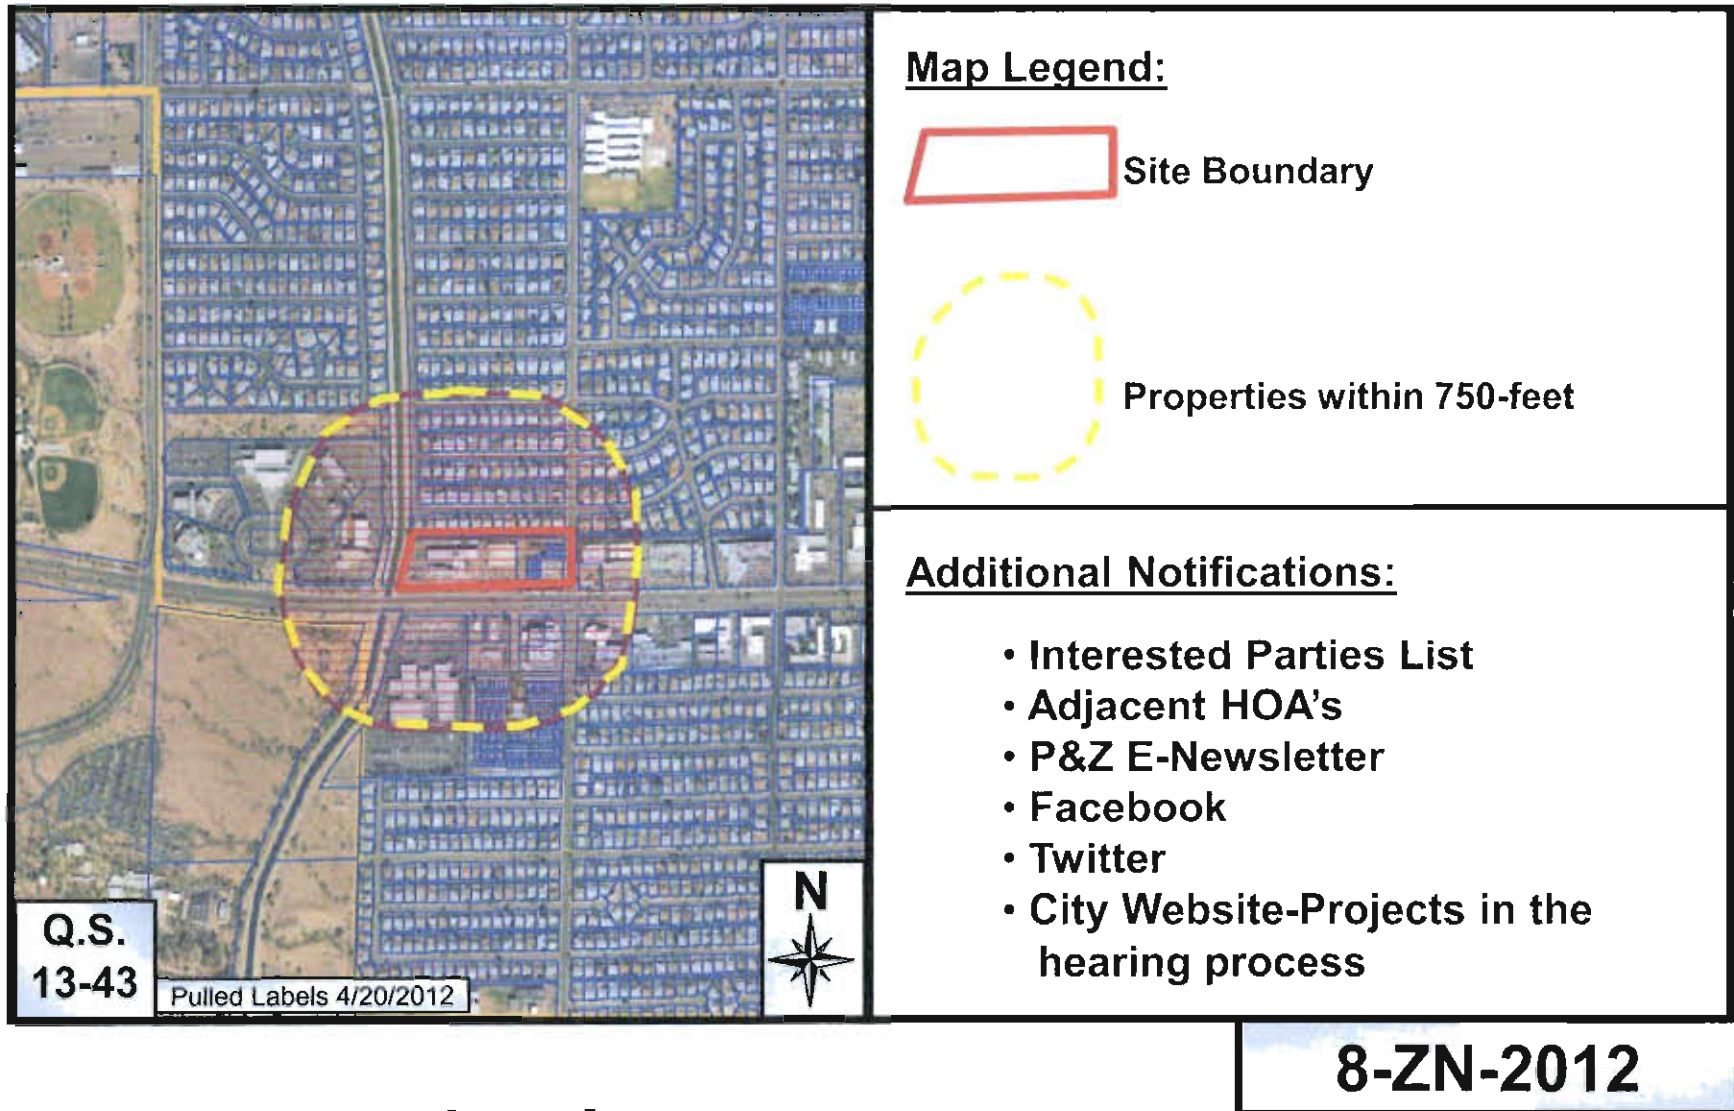 Map Legend:
Site Boundary
Properties within 750-feet
Additional Notifications:
• Interested Parties List
• Adjacent HOA's
• P&Z E-Newsletter
• Facebook
• Twitter
• City Website-Projects in the
hearing process
Q.S.
13-43
Pulled Labels 4/20/2012
N
8-ZN-2012